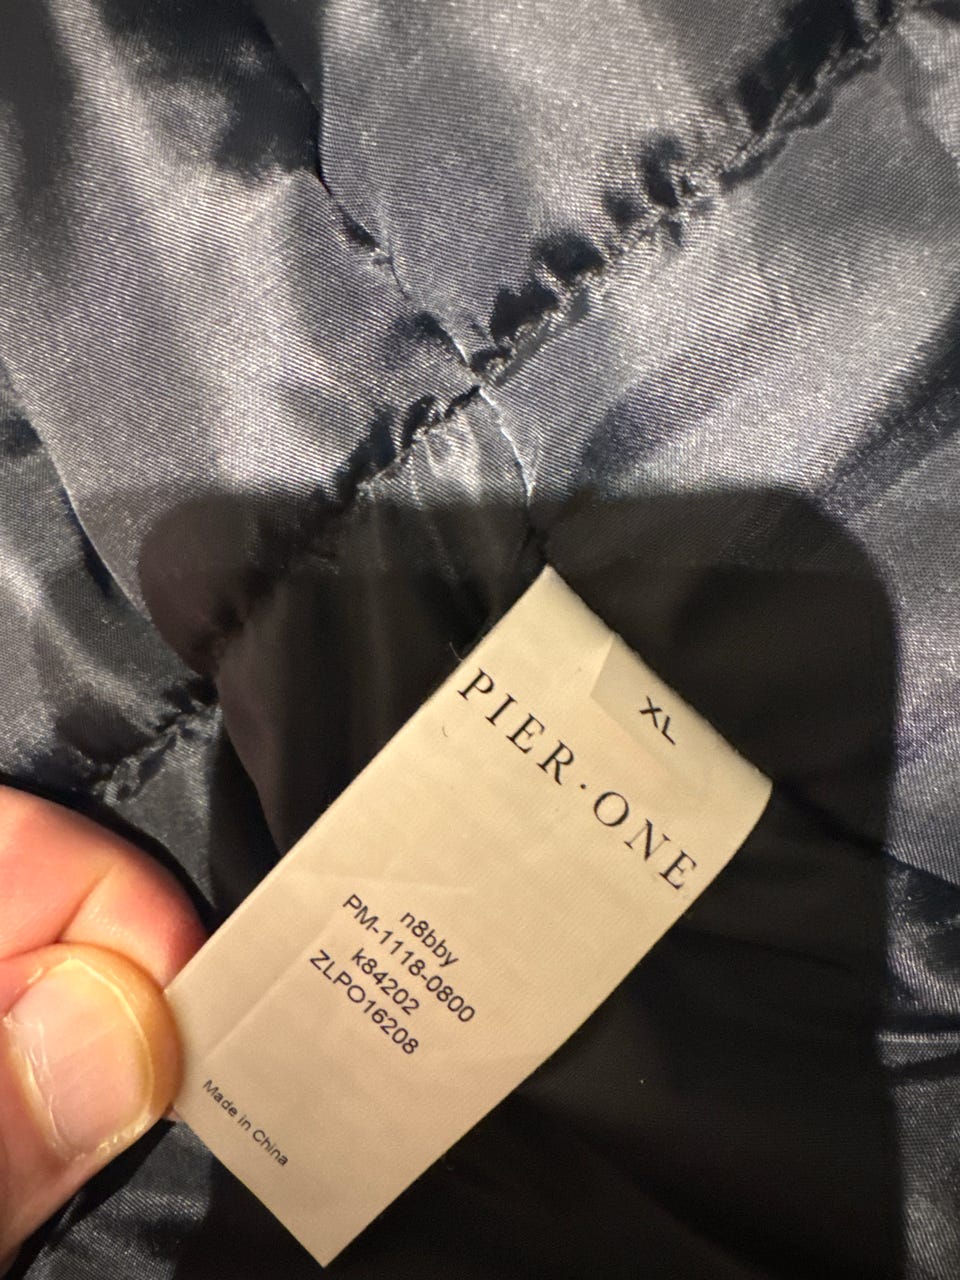 XL
PIER·ONE
n8bby
PM-1118-0800
k84202
ZLPO16208
Made in China